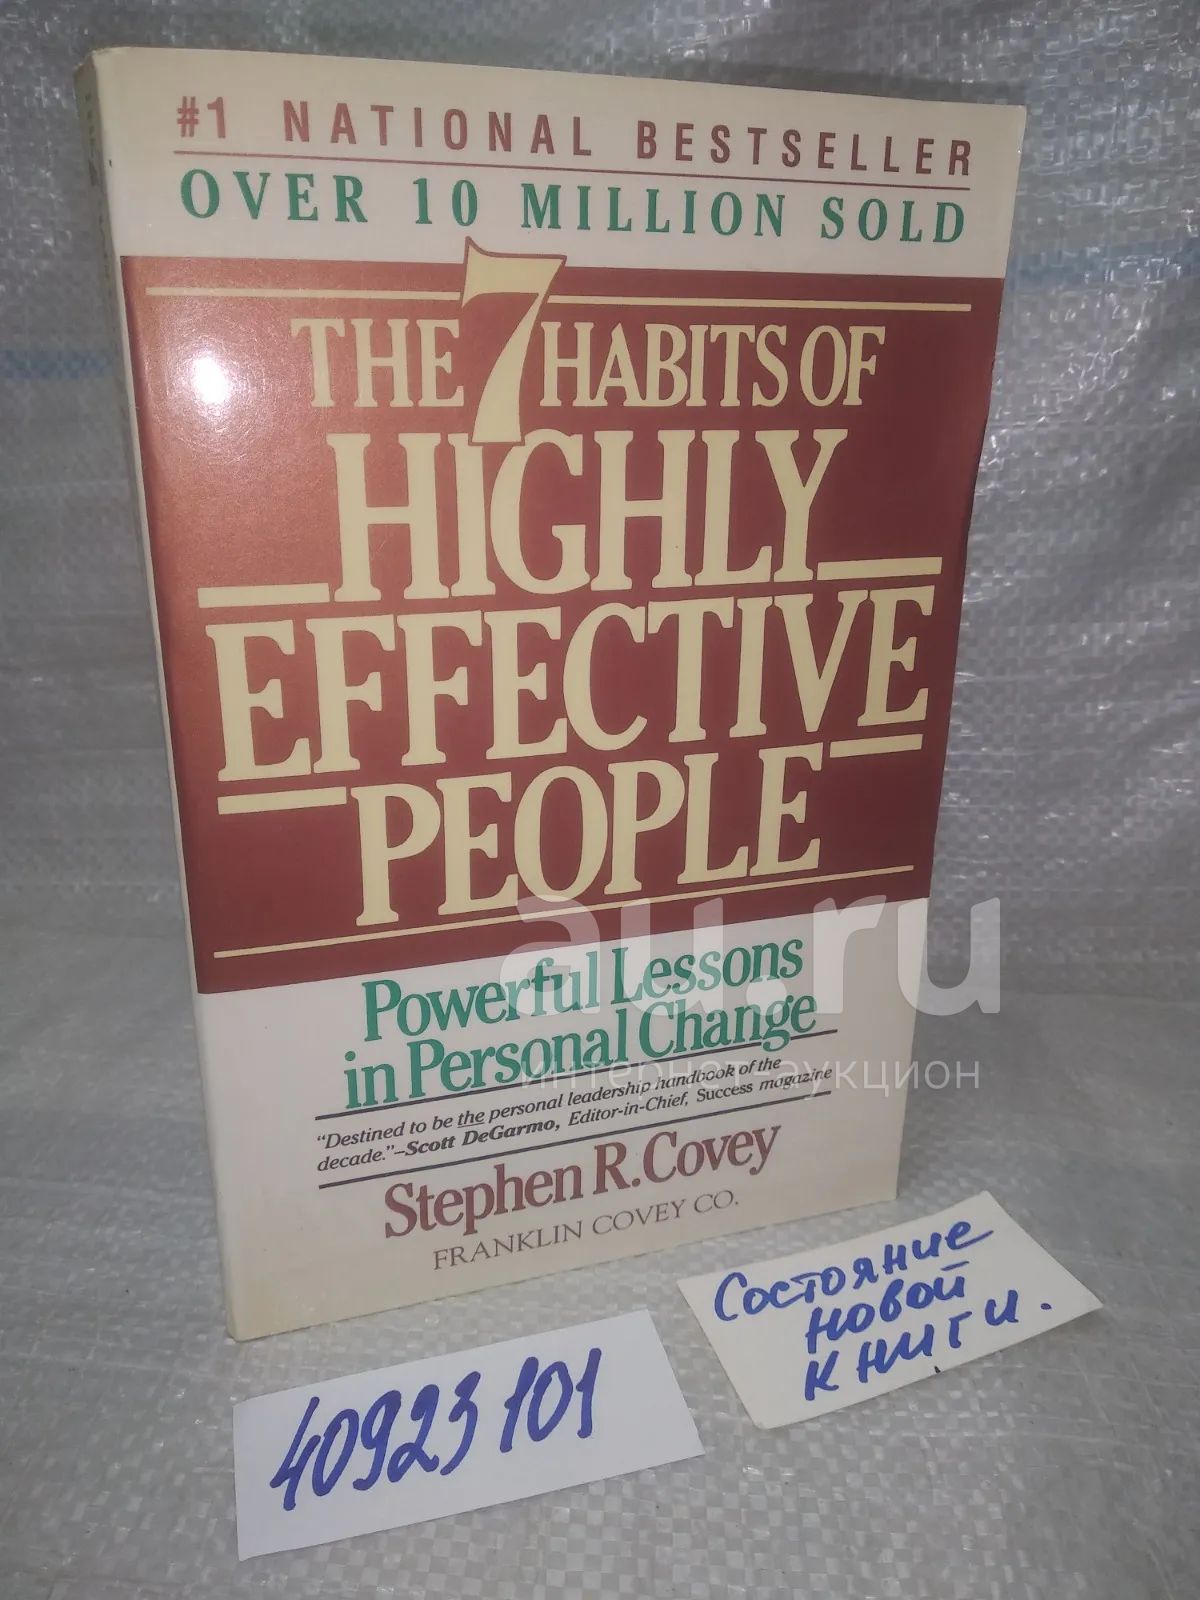 #1 NATIONAL BESTSELLER
OVER 10 MILLION SOLD
THE 7 HABITS OF
HIGHLY
EFFECTIVE
PEOPLE
Powerful Lessons
in Personal Change
"Destined to be the personal leadership handbook of the
decade."–Scott DeGarmo, Editor-in-Chief, Success magazine
Stephen R. Covey
FRANKLIN COVEY CO.
au.ru
интернет-аукцион
Состояние
новой
книги.
40923101